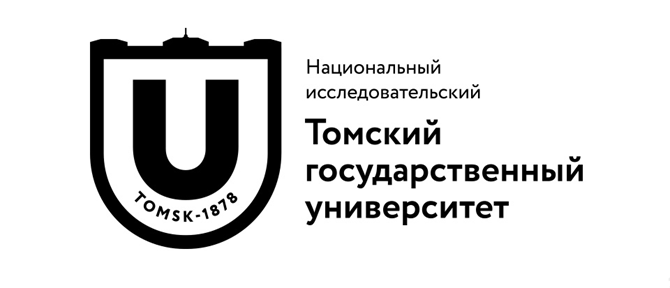 U
TOMSK-1878
Национальный
исследовательский
Томский
государственный
университет